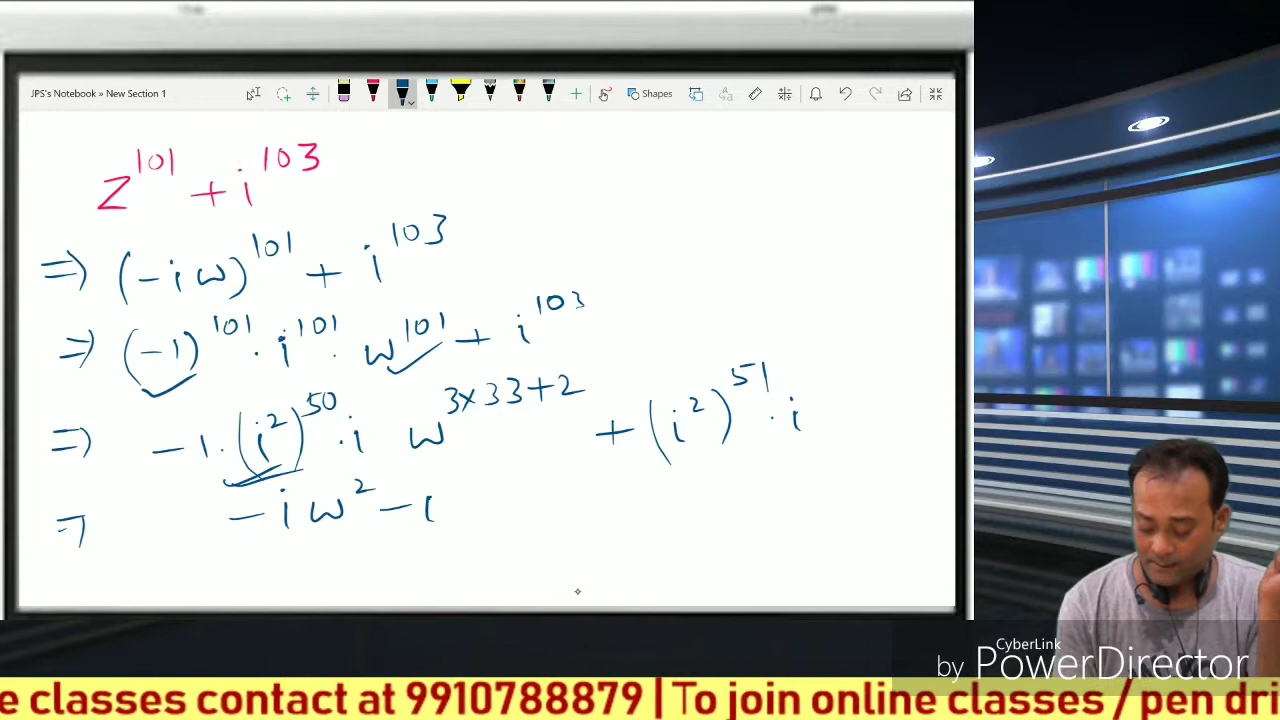 JPS's Notebook » New Section 1
Shapes
z^101 + i^103
=> (-iω)^101 + i^103
=> (-1)^101 . i^101 . ω^101 + i^103
=> -1 . (i^2)^50 . i ω^3×33+2 + (i^2)^51 . i
=> -iω^2 - (
CyberLink
by PowerDirector
e classes contact at 9910788879 | To join online classes / pen dri